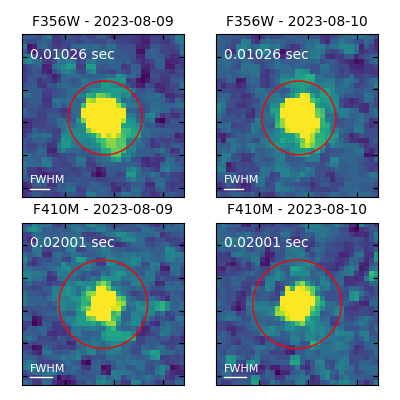 F356W - 2023-08-09
F356W - 2023-08-10
0.01026 sec
0.01026 sec
FWHM
FWHM
F410M - 2023-08-09
F410M - 2023-08-10
0.02001 sec
0.02001 sec
FWHM
FWHM